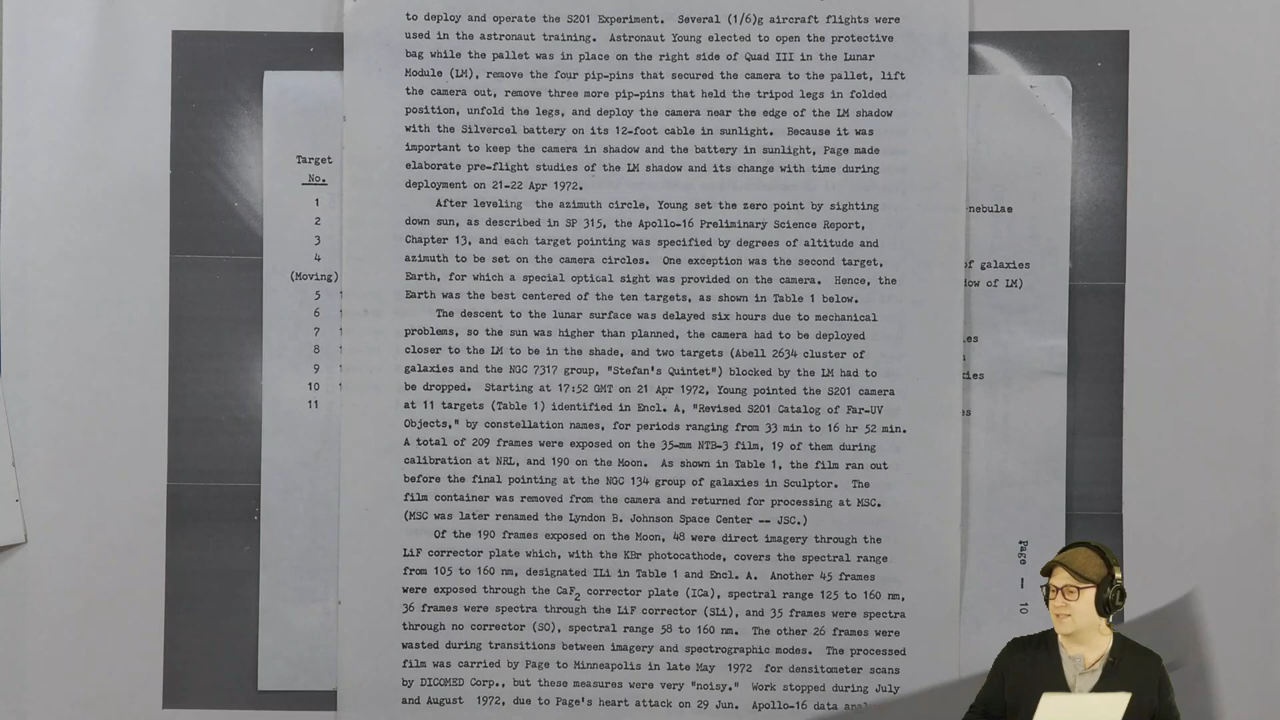 to deploy and operate the S201 Experiment. Several (1/6)g aircraft flights were
used in the astronaut training. Astronaut Young elected to open the protective
bag while the pallet was in place on the right side of Quad III in the Lunar
Module (LM), remove the four pip-pins that secured the camera to the pallet, lift
the camera out, remove three more pip-pins that held the tripod legs in folded
position, unfold the legs, and deploy the camera near the edge of the LM shadow
with the Silvercel battery on its 12-foot cable in sunlight. Because it was
important to keep the camera in shadow and the battery in sunlight, Page made
elaborate pre-flight studies of the LM shadow and its change with time during
deployment on 21-22 Apr 1972.
After leveling the azimuth circle, Young set the zero point by sighting
down sun, as described in SP 315, the Apollo-16 Preliminary Science Report,
Chapter 13, and each target pointing was specified by degrees of altitude and
azimuth to be set on the camera circles. One exception was the second target,
Earth, for which a special optical sight was provided on the camera. Hence, the
Earth was the best centered of the ten targets, as shown in Table 1 below.
The descent to the lunar surface was delayed six hours due to mechanical
problems, so the sun was higher than planned, the camera had to be deployed
closer to the LM to be in the shade, and two targets (Abell 2634 cluster of
galaxies and the NGC 7317 group, "Stefan's Quintet") blocked by the LM had to
be dropped. Starting at 17:52 GMT on 21 Apr 1972, Young pointed the S201 camera
at 11 targets (Table 1) identified in Encl. A, "Revised S201 Catalog of Far-UV
Objects," by constellation names, for periods ranging from 33 min to 16 hr 52 min.
A total of 209 frames were exposed on the 35-mm NTB-3 film, 19 of them during
calibration at NRL, and 190 on the Moon. As shown in Table 1, the film ran out
before the final pointing at the NGC 134 group of galaxies in Sculptor. The
film container was removed from the camera and returned for processing at MSC.
(MSC was later renamed the Lyndon B. Johnson Space Center -- JSC.)
Of the 190 frames exposed on the Moon, 48 were direct imagery through the
LiF corrector plate which, with the KBr photocathode, covers the spectral range
from 105 to 160 nm, designated ILi in Table 1 and Encl. A. Another 45 frames
were exposed through the CaF2 corrector plate (ICa), spectral range 125 to 160 nm,
36 frames were spectra through the LiF corrector (SLi), and 35 frames were spectra
through no corrector (SO), spectral range 58 to 160 nm. The other 26 frames were
wasted during transitions between imagery and spectrographic modes. The processed
film was carried by Page to Minneapolis in late May 1972 for densitometer scans
by DICOMED Corp., but these measures were very "noisy." Work stopped during July
and August 1972, due to Page's heart attack on 29 Jun. Apollo-16 data
Target
No.
1
2
3
4
(Moving)
5
6
7
8
9
10
11
nebulae
of galaxies
of LM)
Page - 10